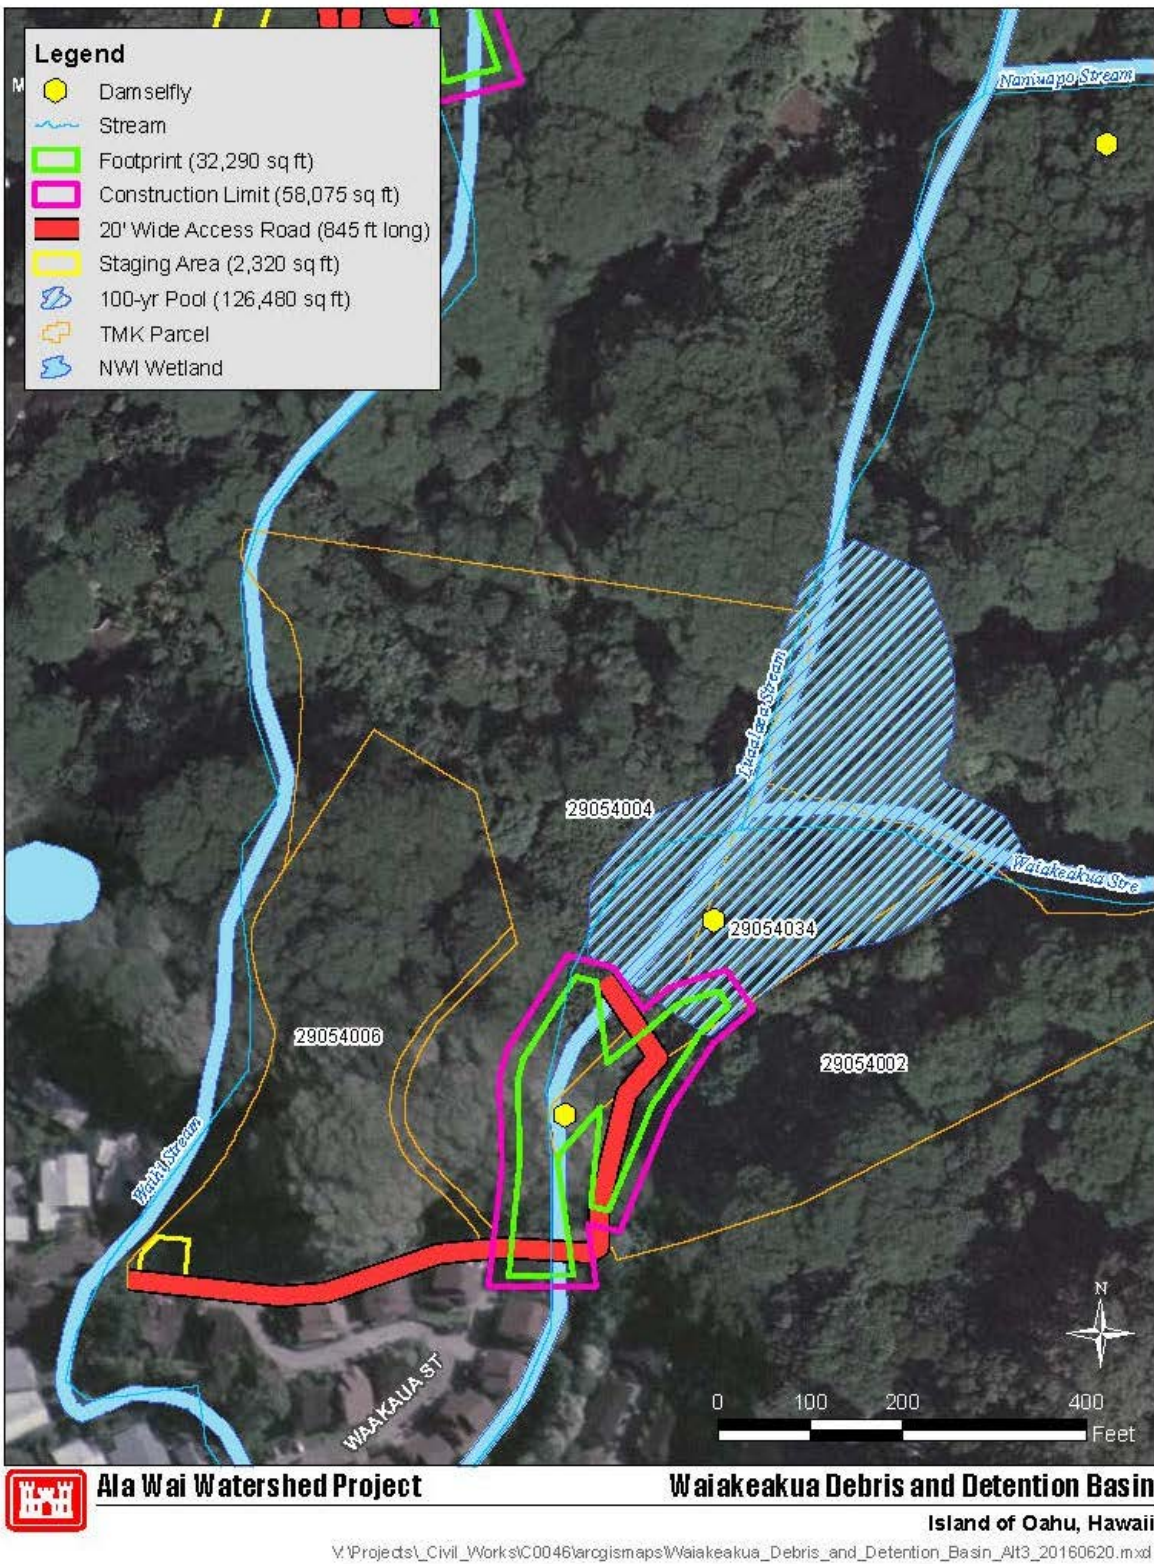 Legend
Damselfly
Stream
Footprint (32,290 sq ft)
Construction Limit (58,075 sq ft)
20' Wide Access Road (845 ft long)
Staging Area (2,320 sq ft)
100-yr Pool (126,480 sq ft)
TMK Parcel
NWI Wetland
M
Naniuapo Stream
Luaalaea Stream
29054004
Waiakeakua Stre
29054034
29054006
29054002
Waihi Stream
WAAKAUA ST
N
0 100 200 400
Feet
Ala Wai Watershed Project
Waiakeakua Debris and Detention Basin
Island of Oahu, Hawaii
V:\Projects\_Civil_Works\C0046\arcgismaps\Waiakeakua_Debris_and_Detention_Basin_Alt3_20160620.mxd